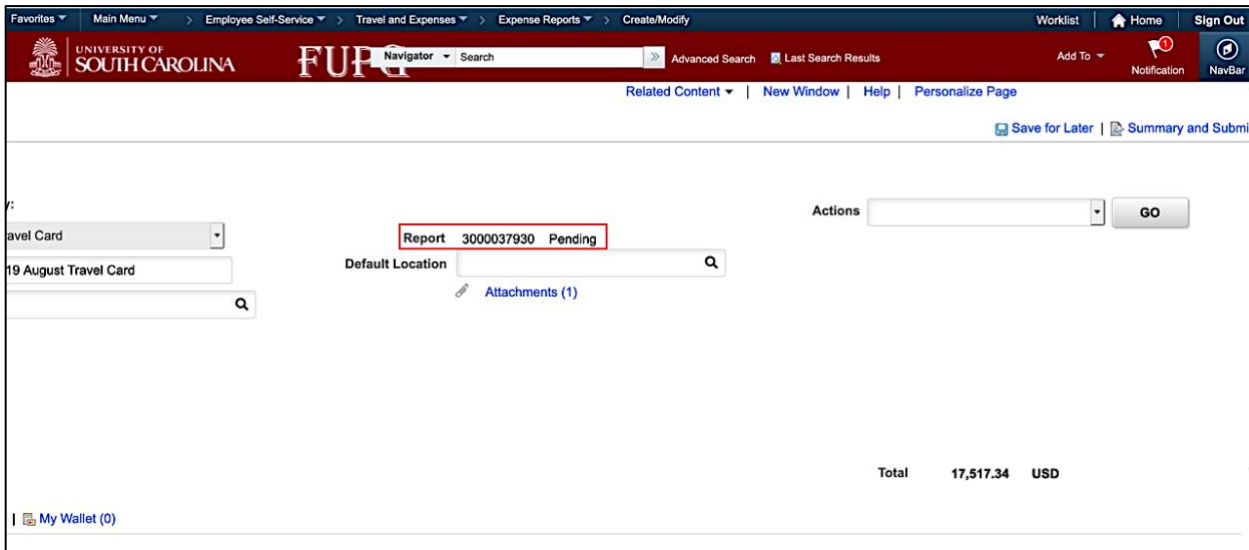 Favorites Main Menu > Employee Self-Service > Travel and Expenses > Expense Reports > Create/Modify Worklist Home Sign Out
UNIVERSITY OF
SOUTH CAROLINA
FUPG Navigator Search Advanced Search Last Search Results Add To 1 Notification NavBar
Related Content | New Window | Help | Personalize Page
Save for Later | Summary and Submi
y:
avel Card
Actions GO
Report 3000037930 Pending
19 August Travel Card
Default Location
Attachments (1)
Total 17,517.34 USD
| My Wallet (0)